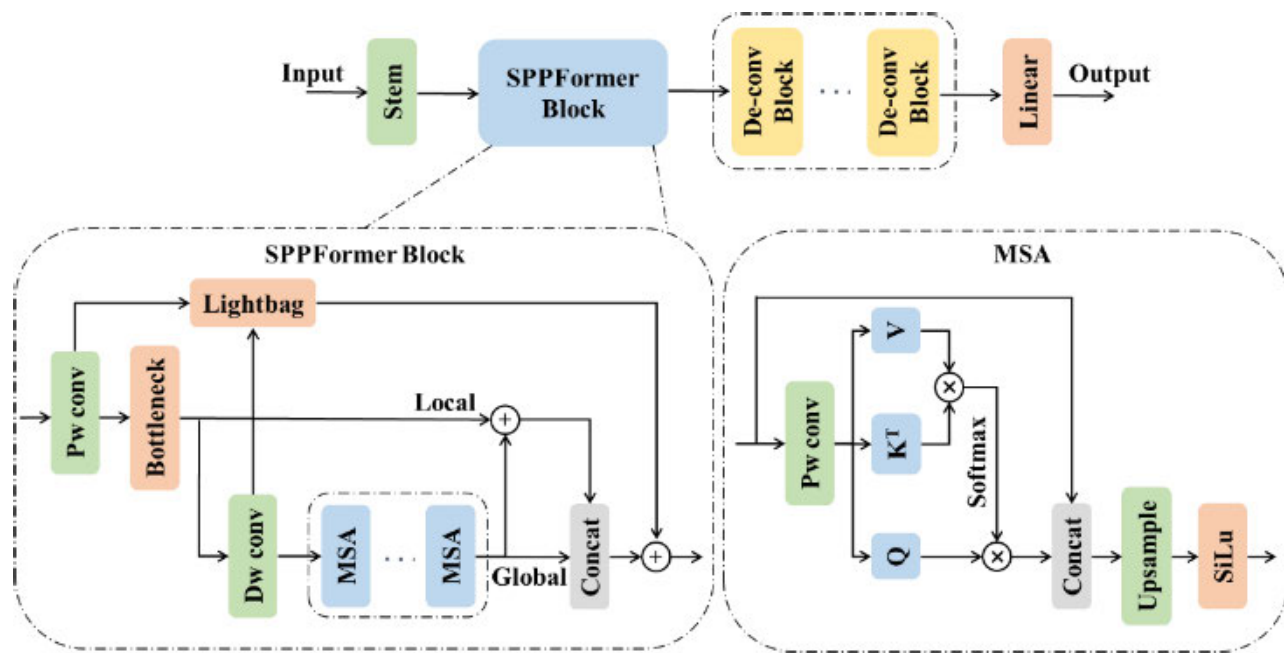 Input
Stem
SPPFormer
Block
De-conv
Block
De-conv
Block
Linear
Output
SPPFormer Block
Lightbag
Pw conv
Bottleneck
Local
Dw conv
MSA
MSA
Global
Concat
MSA
V
Pw conv
K^T
Softmax
Q
Concat
Upsample
SiLu